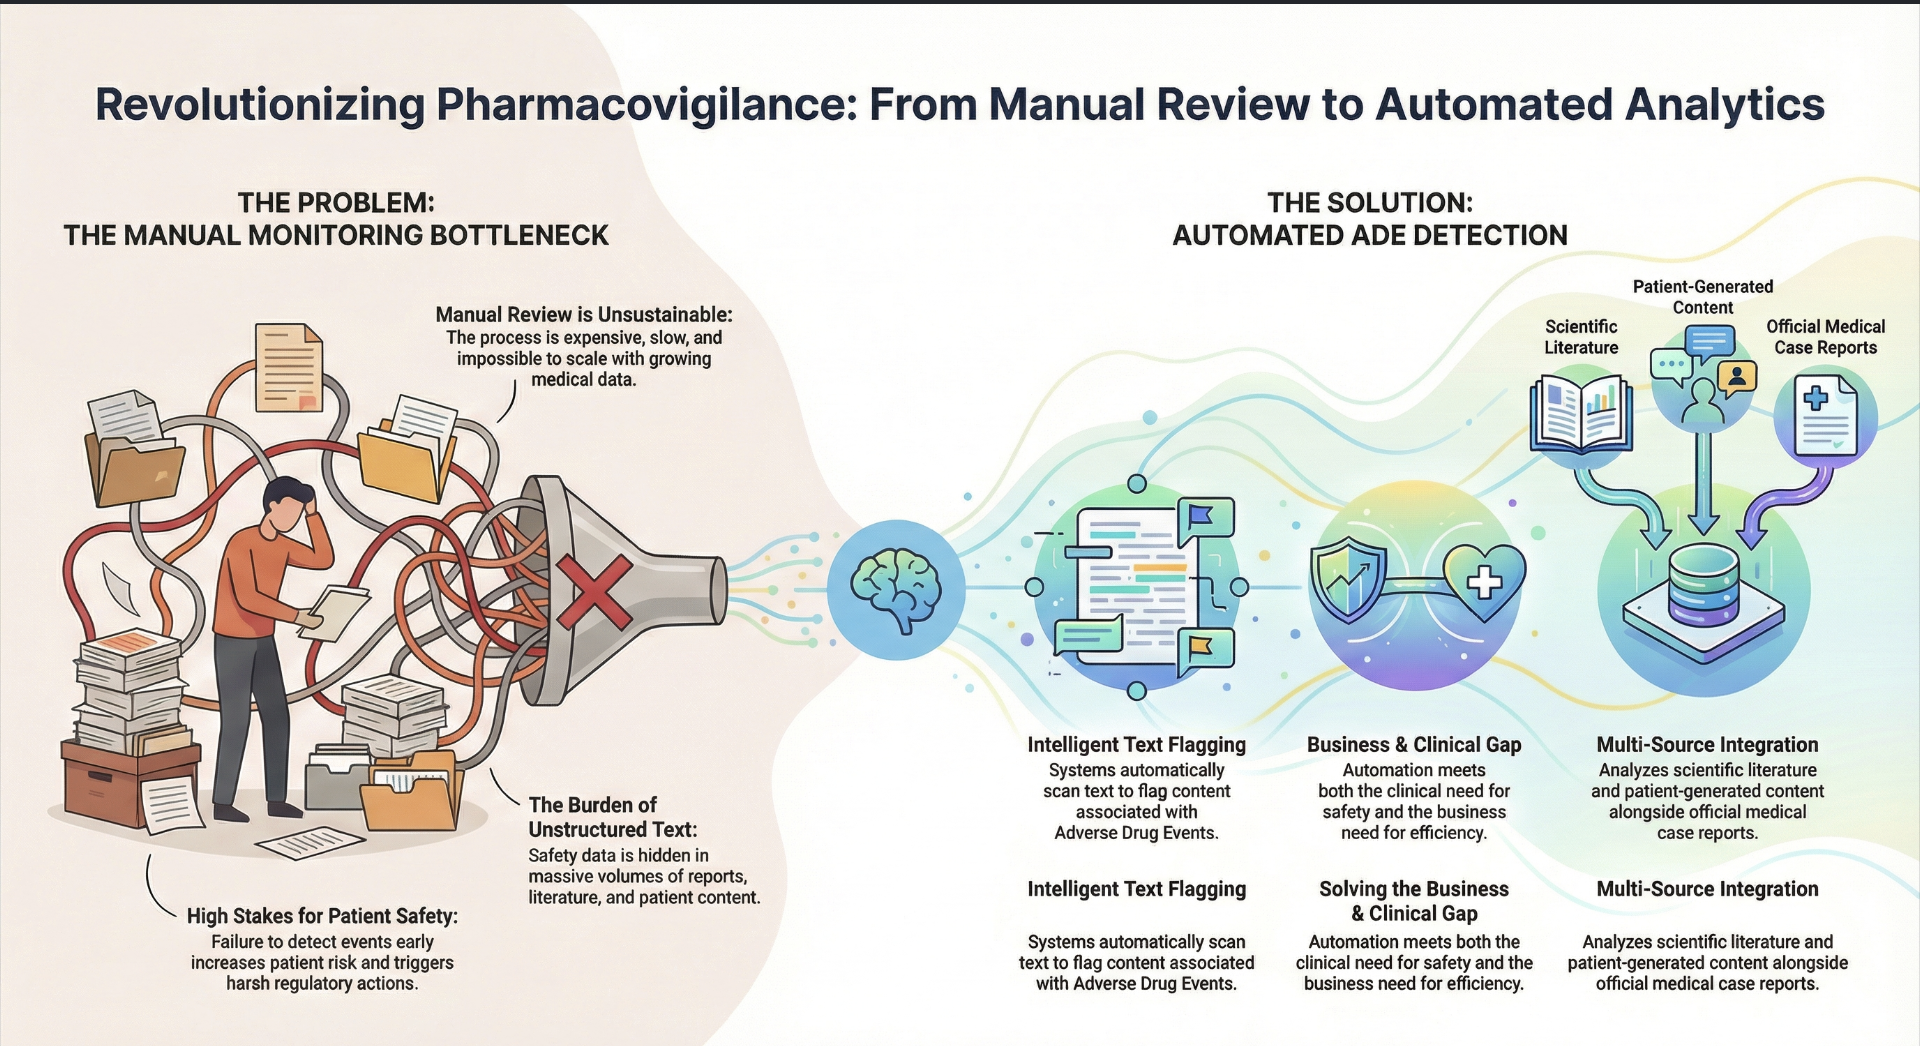 Revolutionizing Pharmacovigilance: From Manual Review to Automated Analytics
THE PROBLEM:
THE MANUAL MONITORING BOTTLENECK
Manual Review is Unsustainable:
The process is expensive, slow, and
impossible to scale with growing
medical data.
The Burden of
Unstructured Text:
Safety data is hidden in
massive volumes of reports,
literature, and patient content.
High Stakes for Patient Safety:
Failure to detect events early
increases patient risk and triggers
harsh regulatory actions.
THE SOLUTION:
AUTOMATED ADE DETECTION
Scientific
Literature
Patient-Generated
Content
Official Medical
Case Reports
Intelligent Text Flagging
Systems automatically
scan text to flag content
associated with
Adverse Drug Events.
Business & Clinical Gap
Automation meets
both the clinical need for
safety and the business
need for efficiency.
Multi-Source Integration
Analyzes scientific literature
and patient-generated content
alongside official medical
case reports.
Intelligent Text Flagging
Systems automatically scan
text to flag content associated
with Adverse Drug Events.
Solving the Business
& Clinical Gap
Automation meets both the
clinical need for safety and the
business need for efficiency.
Multi-Source Integration
Analyzes scientific literature and
patient-generated content alongside
official medical case reports.